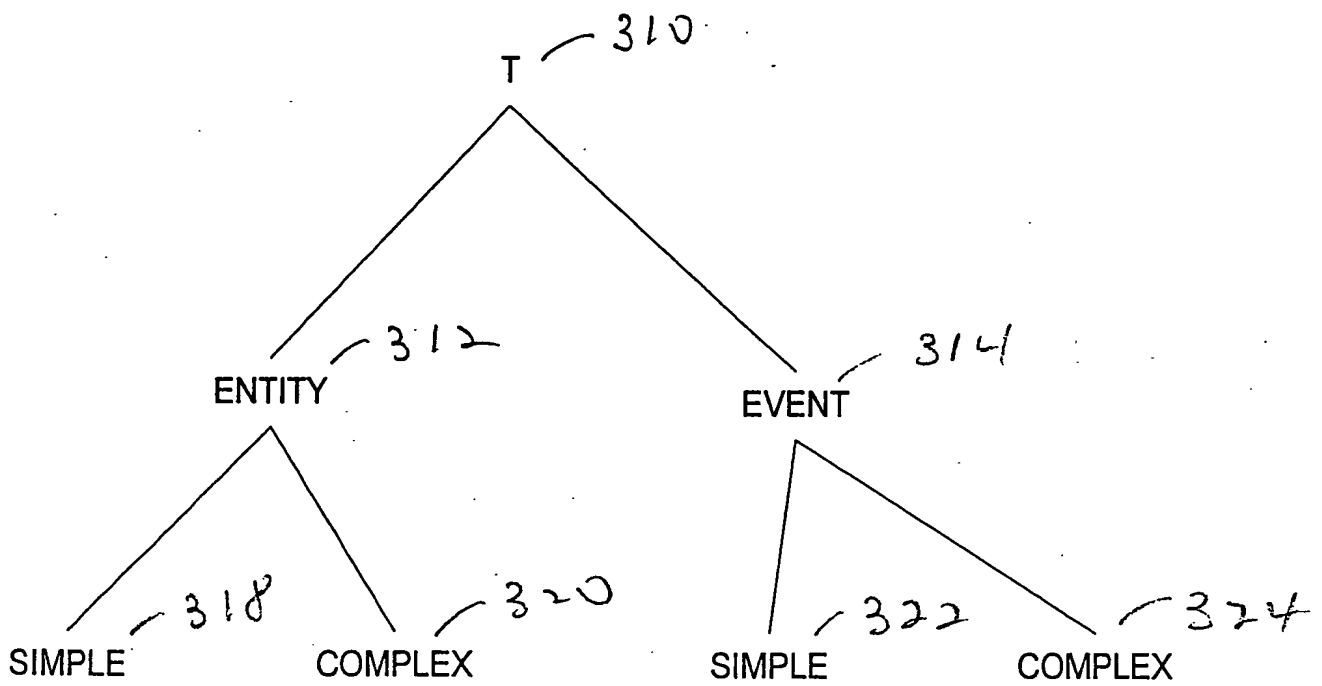 T 310
ENTITY 312 EVENT 314
SIMPLE 318 COMPLEX 320 SIMPLE 322 COMPLEX 324